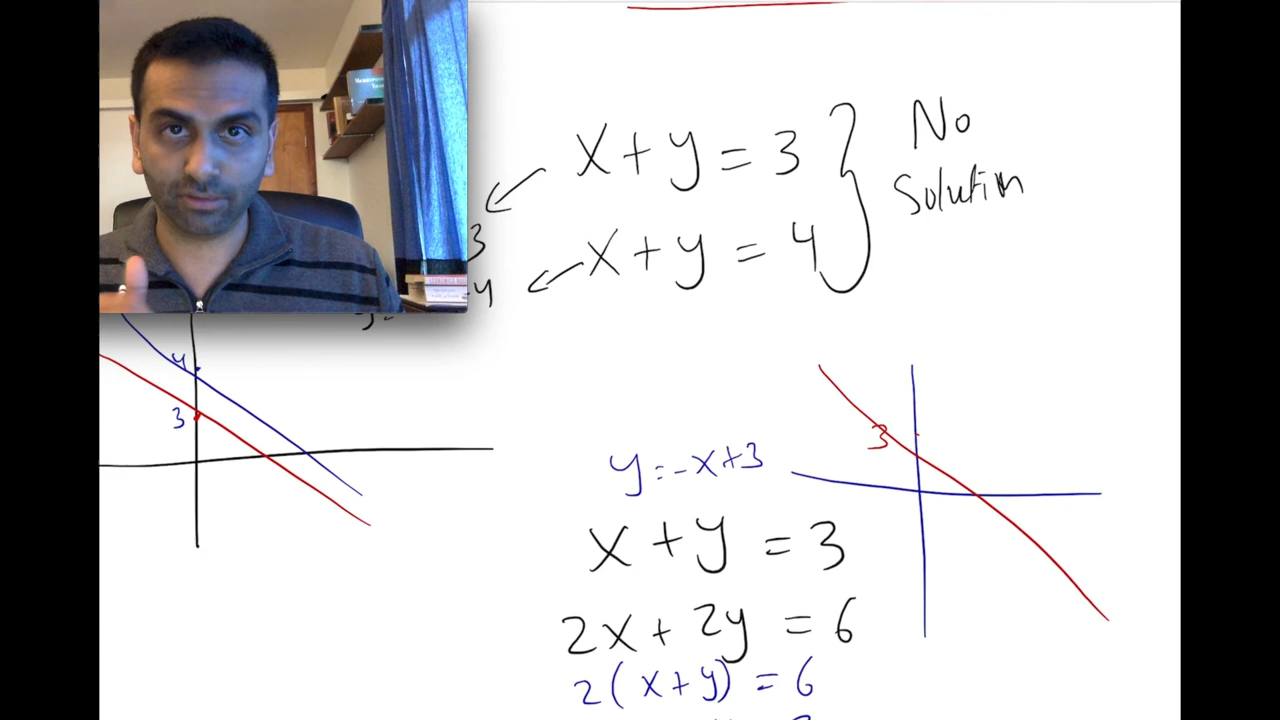 x + y = 3
x + y = 4
No
Solution
3
4
4
3
3
y = -x + 3
x + y = 3
2x + 2y = 6
2(x + y) = 6